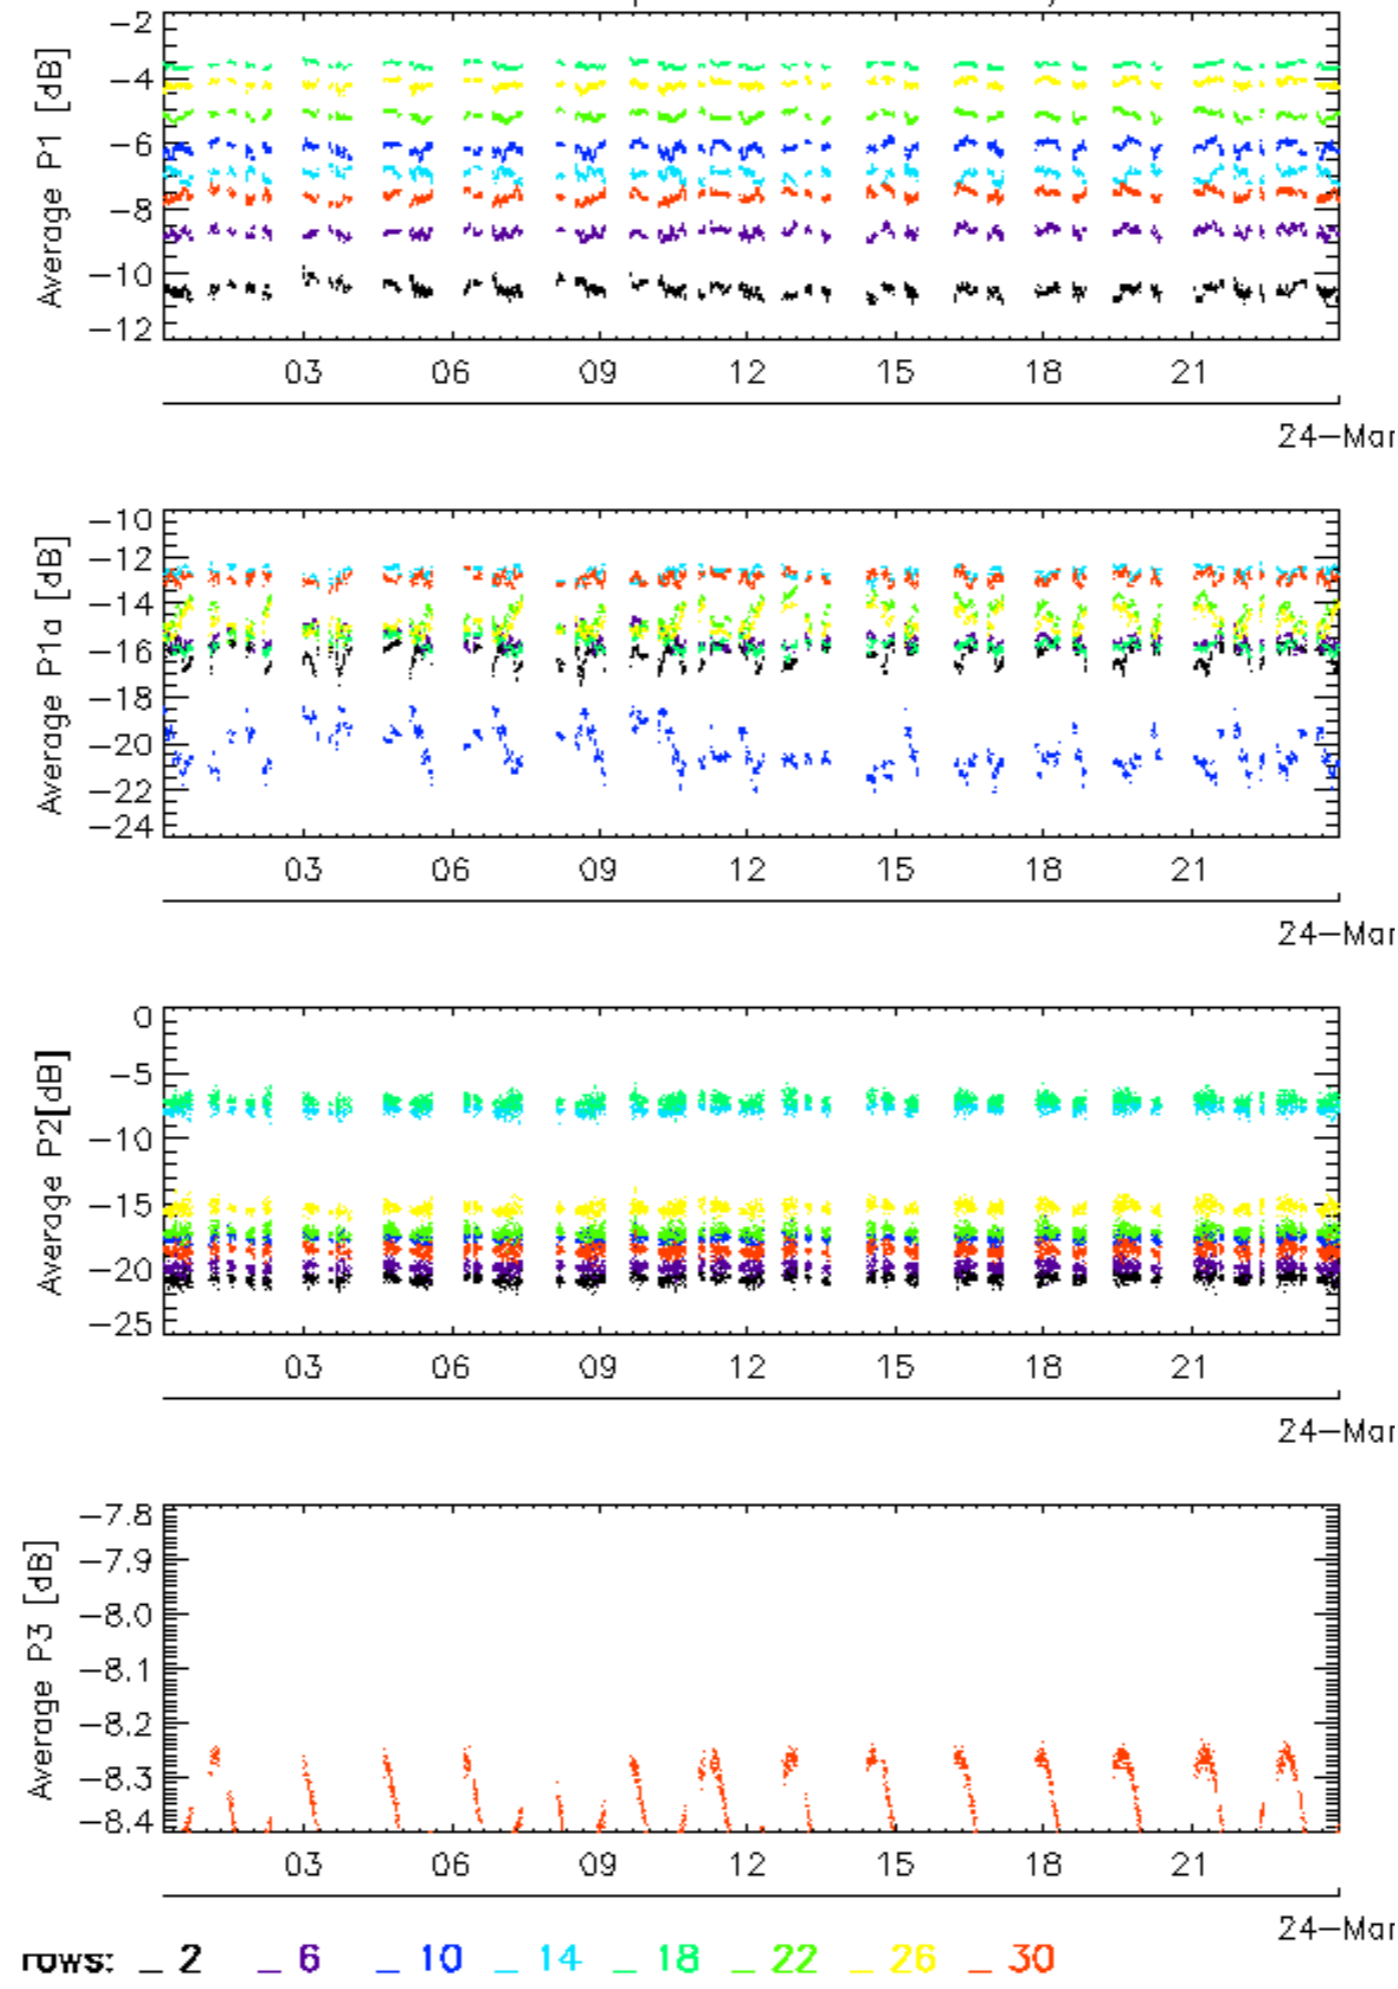 Average P1 [dB]
-2
-4
-6
-8
-10
-12
03 06 09 12 15 18 21
24-Mar
Average P1a [dB]
-10
-12
-14
-16
-18
-20
-22
-24
03 06 09 12 15 18 21
24-Mar
Average P2[dB]
0
-5
-10
-15
-20
-25
03 06 09 12 15 18 21
24-Mar
Average P3 [dB]
-7.8
-7.9
-8.0
-8.1
-8.2
-8.3
-8.4
03 06 09 12 15 18 21
24-Mar
rows: _ 2 _ 6 _ 10 _ 14 _ 18 _ 22 _ 26 _ 30